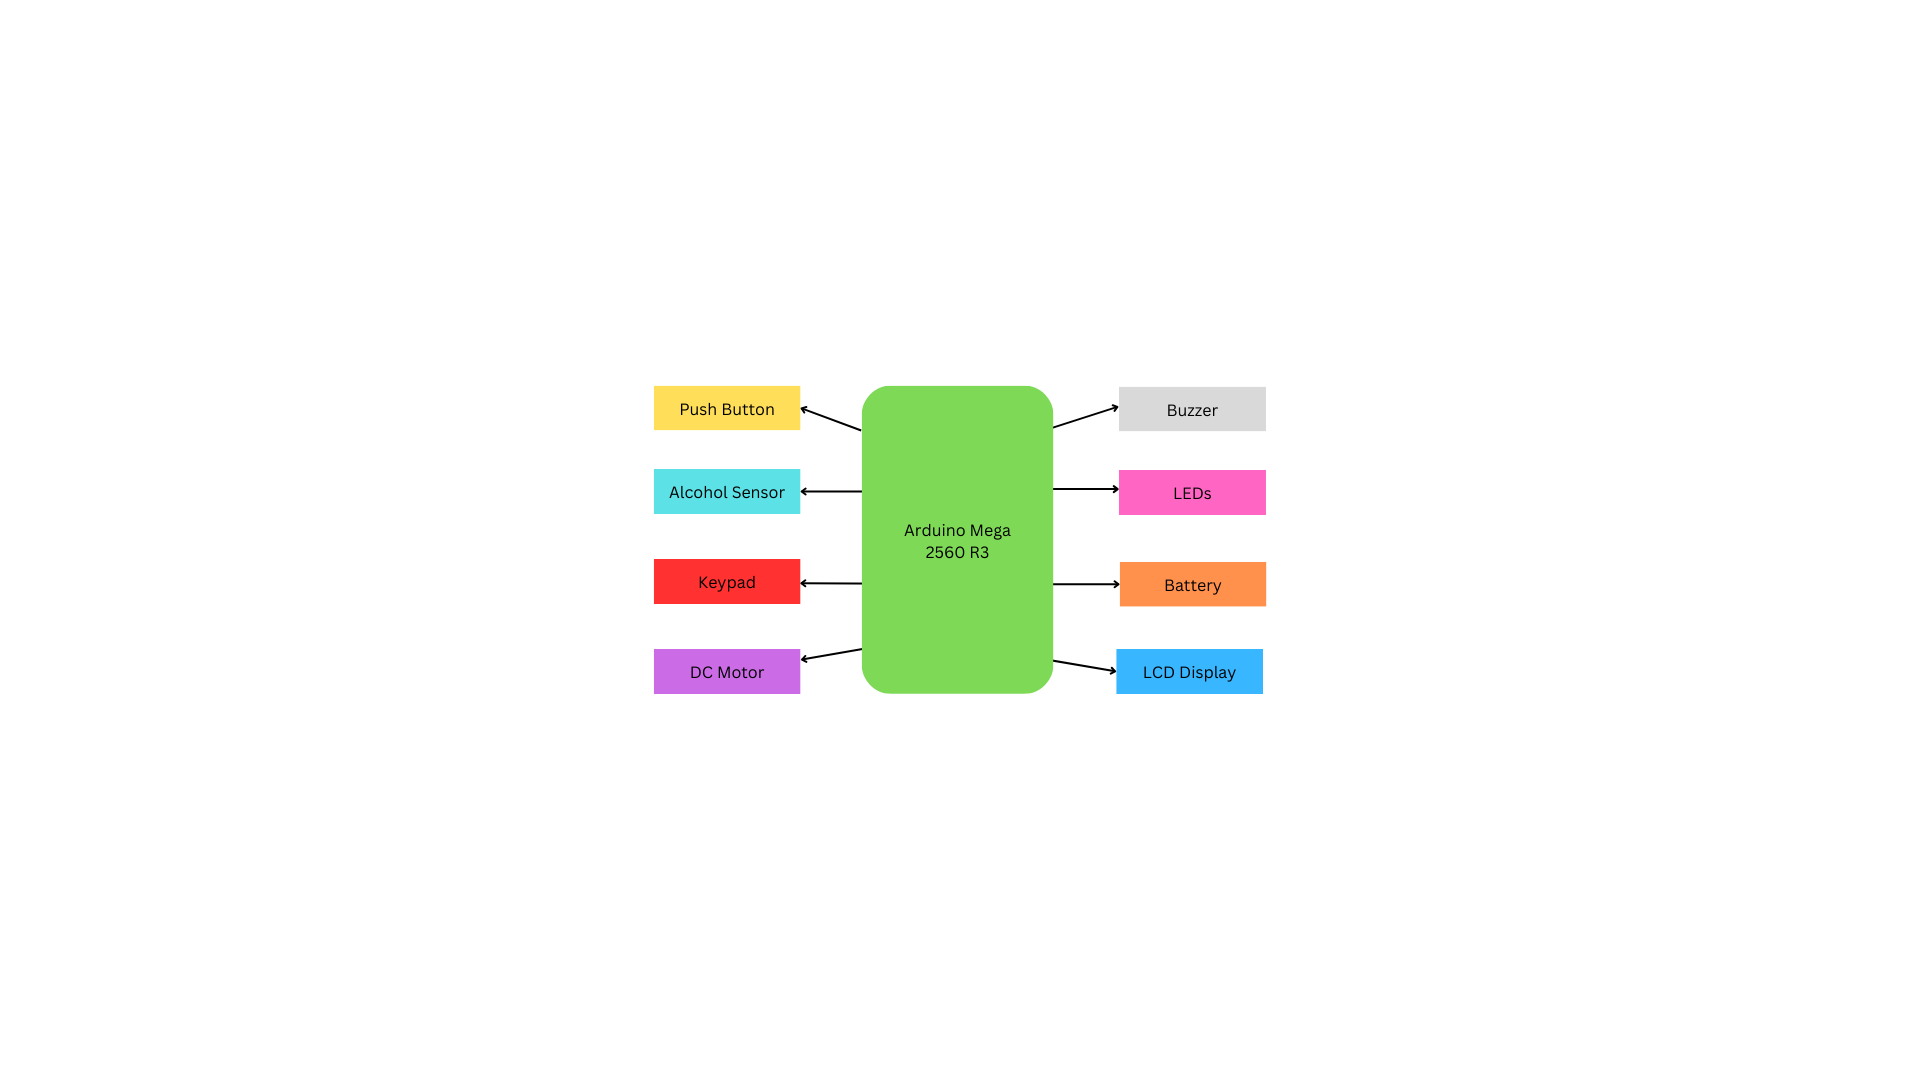 Push Button
Buzzer
Alcohol Sensor
LEDs
Arduino Mega
2560 R3
Keypad
Battery
DC Motor
LCD Display